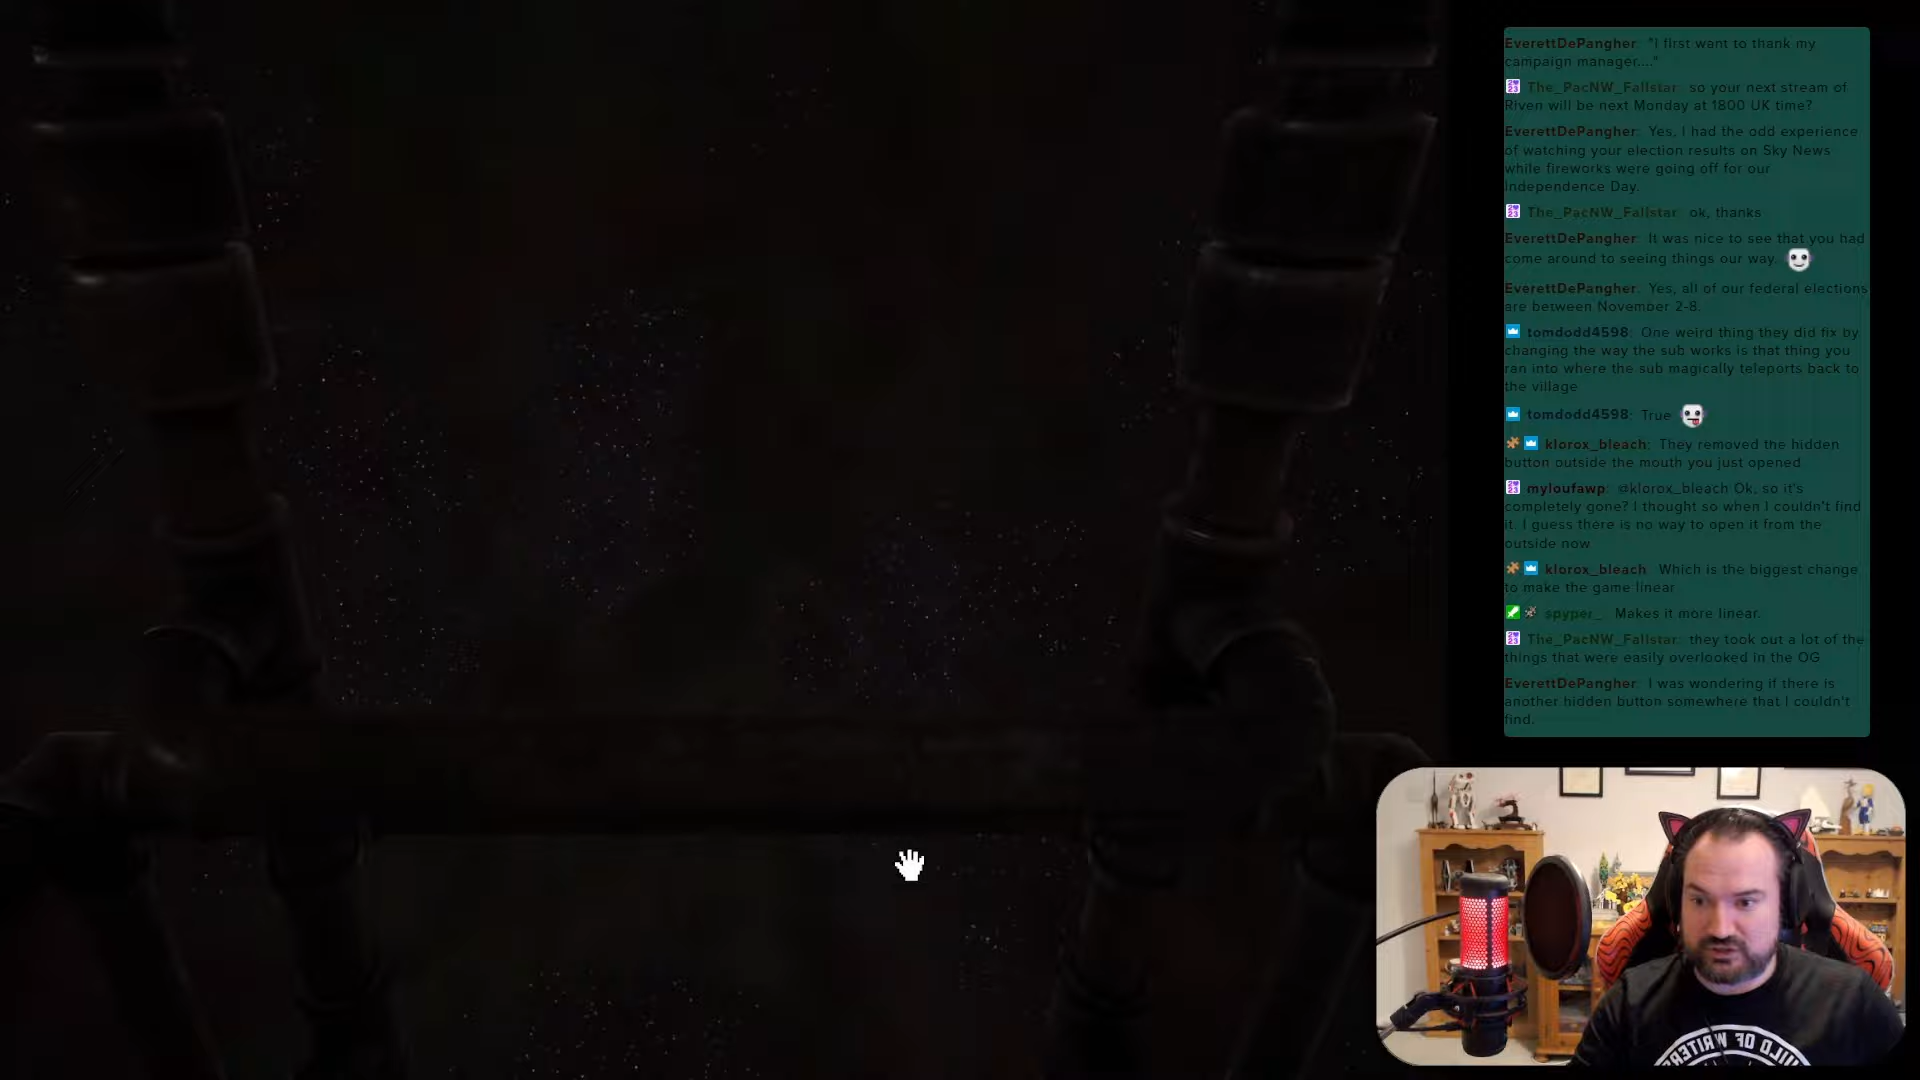 EverettDePangher: "I first want to thank my
campaign manager...."
The_PacNW_Fallstar: so your next stream of
Riven will be next Monday at 1800 UK time?
EverettDePangher: Yes, I had the odd experience
of watching your election results on Sky News
while fireworks were going off for our
Independence Day.
The_PacNW_Fallstar: ok, thanks
EverettDePangher: It was nice to see that you had
come around to seeing things our way.
EverettDePangher: Yes, all of our federal elections
are between November 2-8.
tomdodd4598: One weird thing they did fix by
changing the way the sub works is that thing you
ran into where the sub magically teleports back to
the village
tomdodd4598: True
klorox_bleach: They removed the hidden
button outside the mouth you just opened
myloufawp: @klorox_bleach Ok, so it's
completely gone? I thought so when I couldn't find
it. I guess there is no way to open it from the
outside now
klorox_bleach: Which is the biggest change
to make the game linear
spyper_: Makes it more linear.
The_PacNW_Fallstar: they took out a lot of the
things that were easily overlooked in the OG
EverettDePangher: I was wondering if there is
another hidden button somewhere that I couldn't
find.
GUILD OF WRITERS